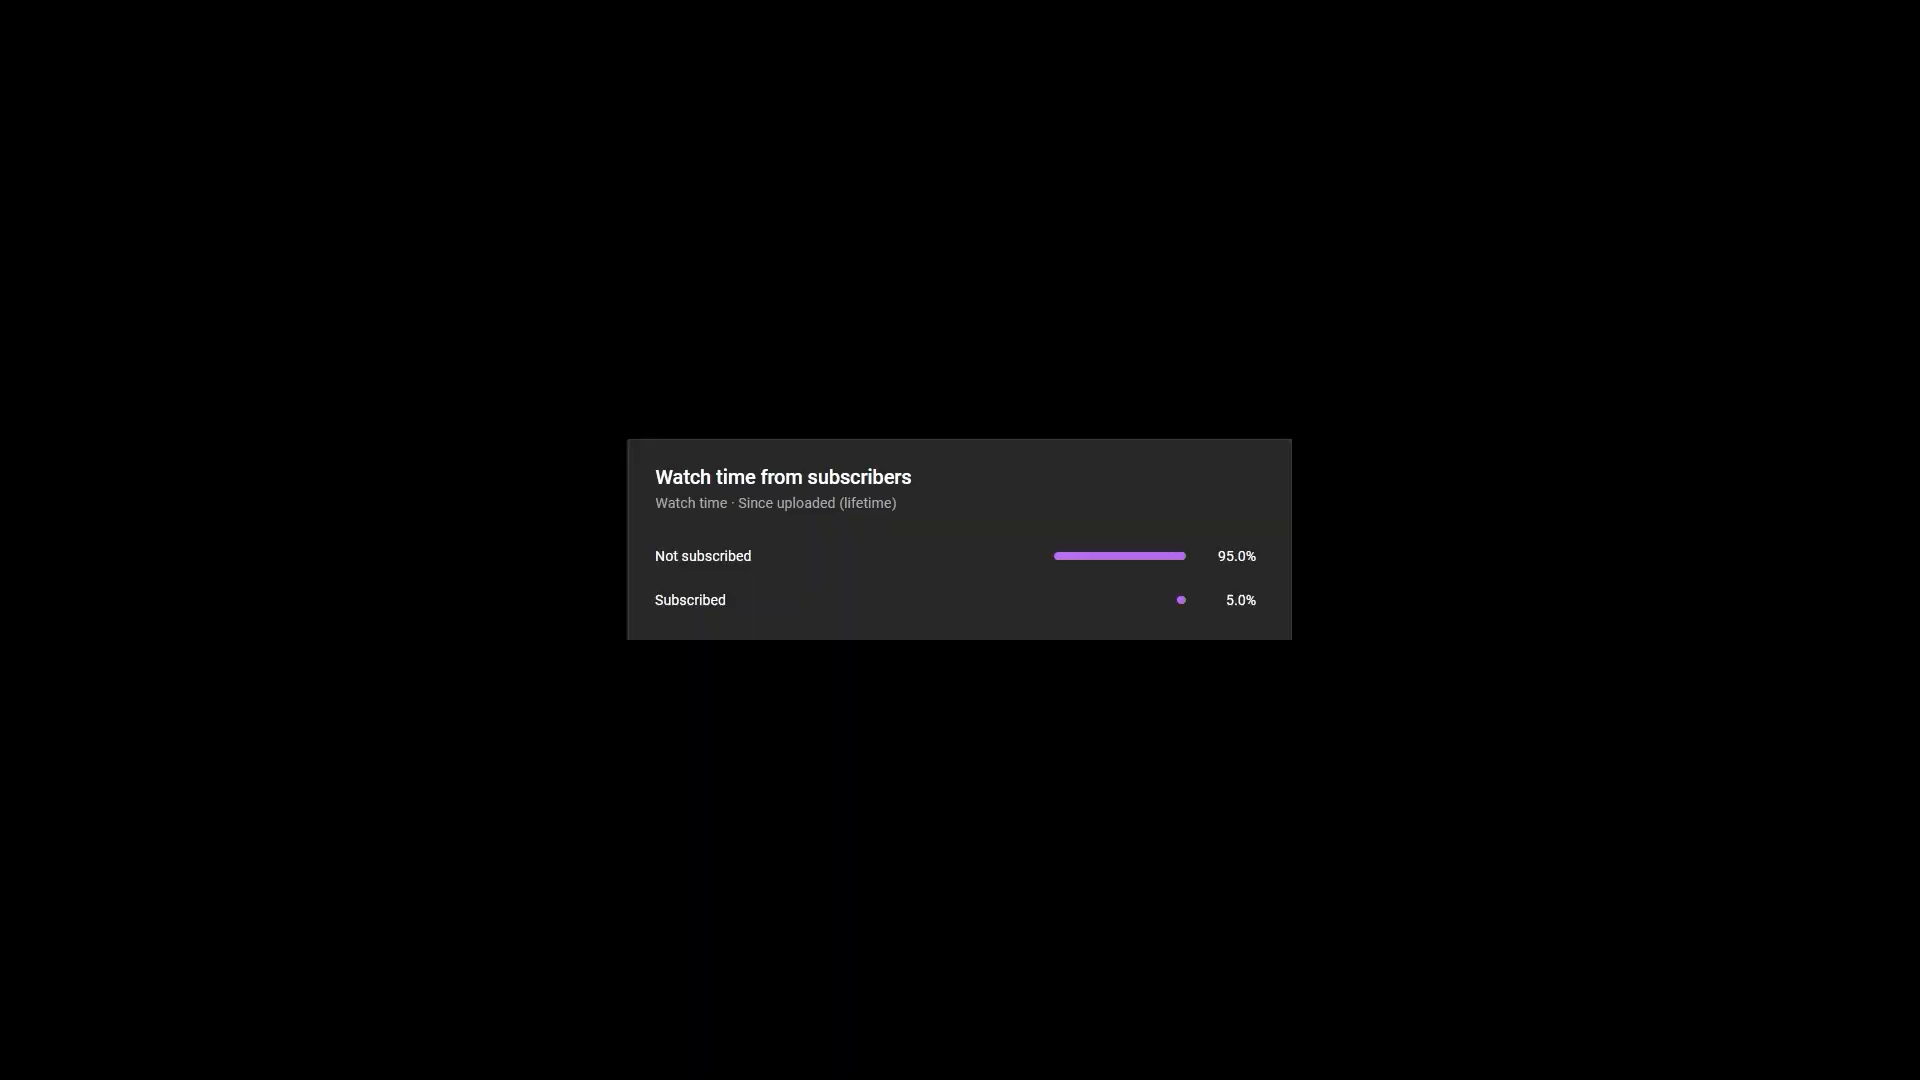 Watch time from subscribers
Watch time · Since uploaded (lifetime)
Not subscribed 95.0%
Subscribed 5.0%